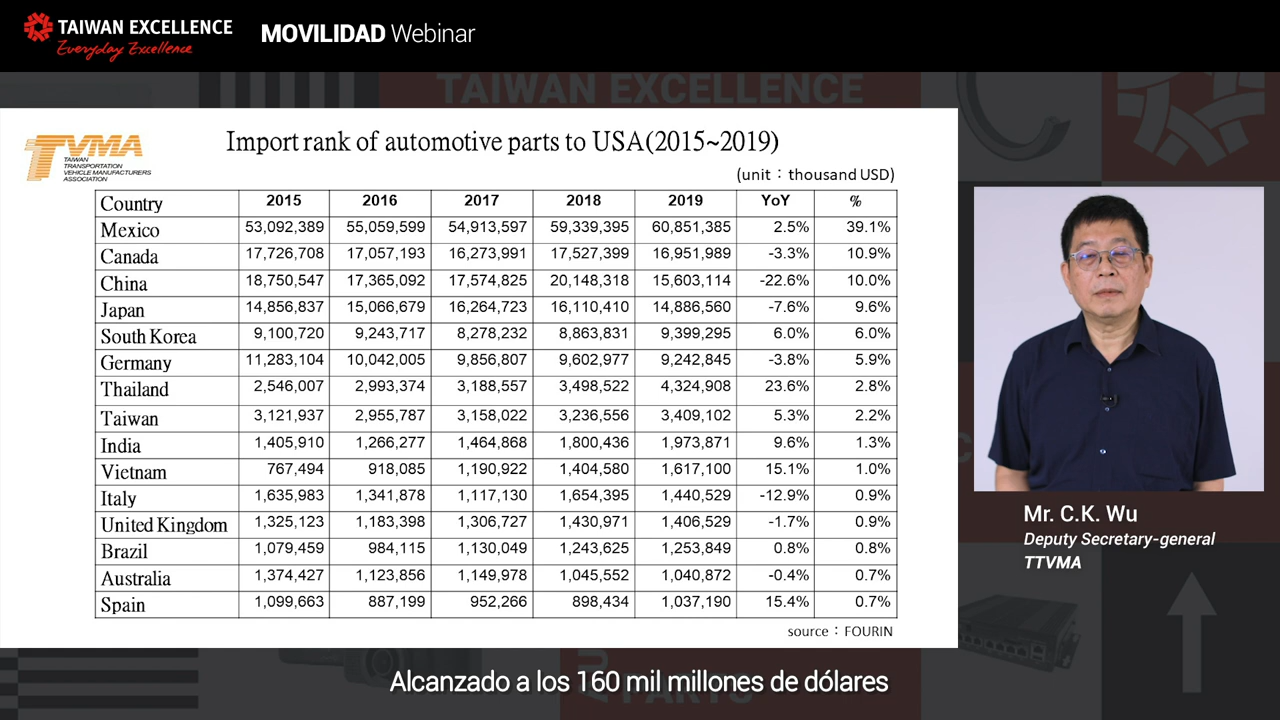 TAIWAN EXCELLENCE
Everyday Excellence
MOVILIDAD Webinar
TAIWAN EXCELLENCE
TVMA
TAIWAN
TRANSPORTATION
VEHICLE MANUFACTURERS
ASSOCIATION
Import rank of automotive parts to USA(2015~2019)
(unit：thousand USD)
Country 2015 2016 2017 2018 2019 YoY %
Mexico 53,092,389 55,059,599 54,913,597 59,339,395 60,851,385 2.5% 39.1%
Canada 17,726,708 17,057,193 16,273,991 17,527,399 16,951,989 -3.3% 10.9%
China 18,750,547 17,365,092 17,574,825 20,148,318 15,603,114 -22.6% 10.0%
Japan 14,856,837 15,066,679 16,264,723 16,110,410 14,886,560 -7.6% 9.6%
South Korea 9,100,720 9,243,717 8,278,232 8,863,831 9,399,295 6.0% 6.0%
Germany 11,283,104 10,042,005 9,856,807 9,602,977 9,242,845 -3.8% 5.9%
Thailand 2,546,007 2,993,374 3,188,557 3,498,522 4,324,908 23.6% 2.8%
Taiwan 3,121,937 2,955,787 3,158,022 3,236,556 3,409,102 5.3% 2.2%
India 1,405,910 1,266,277 1,464,868 1,800,436 1,973,871 9.6% 1.3%
Vietnam 767,494 918,085 1,190,922 1,404,580 1,617,100 15.1% 1.0%
Italy 1,635,983 1,341,878 1,117,130 1,654,395 1,440,529 -12.9% 0.9%
United Kingdom 1,325,123 1,183,398 1,306,727 1,430,971 1,406,529 -1.7% 0.9%
Brazil 1,079,459 984,115 1,130,049 1,243,625 1,253,849 0.8% 0.8%
Australia 1,374,427 1,123,856 1,149,978 1,045,552 1,040,872 -0.4% 0.7%
Spain 1,099,663 887,199 952,266 898,434 1,037,190 15.4% 0.7%
source：FOURIN
Mr. C.K. Wu
Deputy Secretary-general
TTVMA
Alcanzado a los 160 mil millones de dólares
PARTS